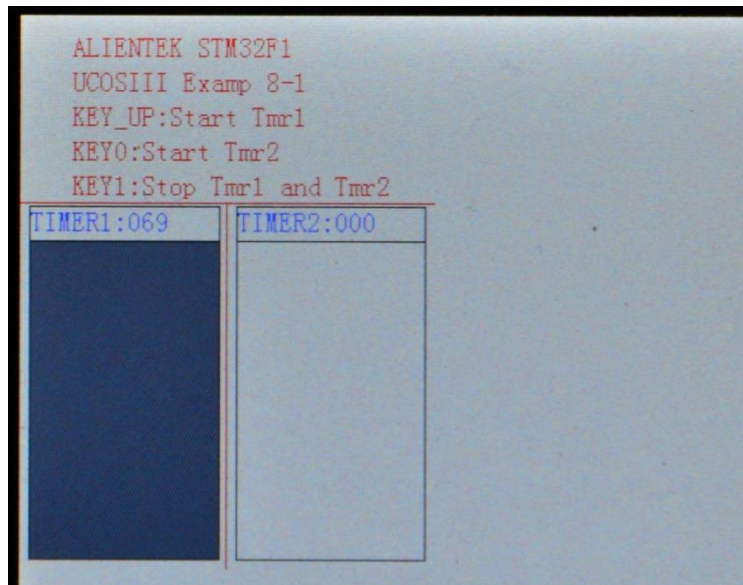 ALIENTEK STM32F1
UCOSIII Examp 8-1
KEY_UP:Start Tmr1
KEY0:Start Tmr2
KEY1:Stop Tmr1 and Tmr2
TIMER1:069
TIMER2:000